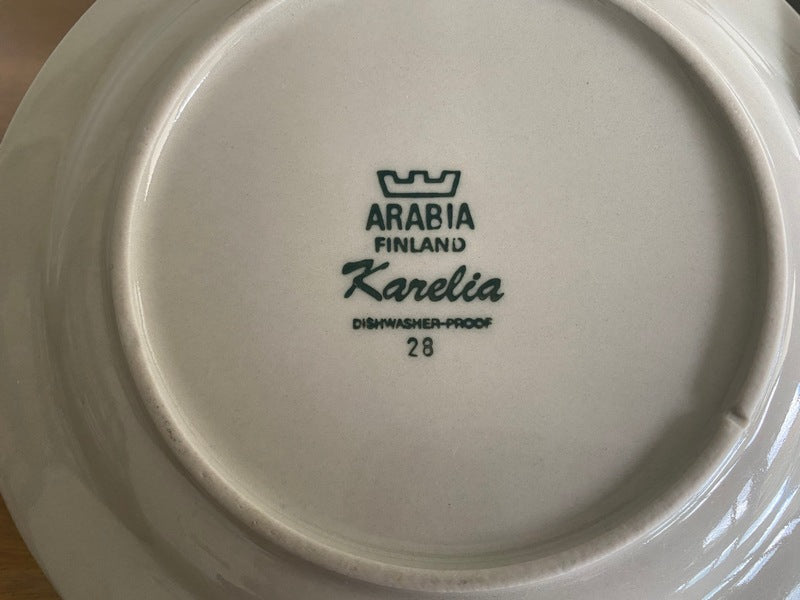 ARABIA
FINLAND
Karelia
DISHWASHER-PROOF
28